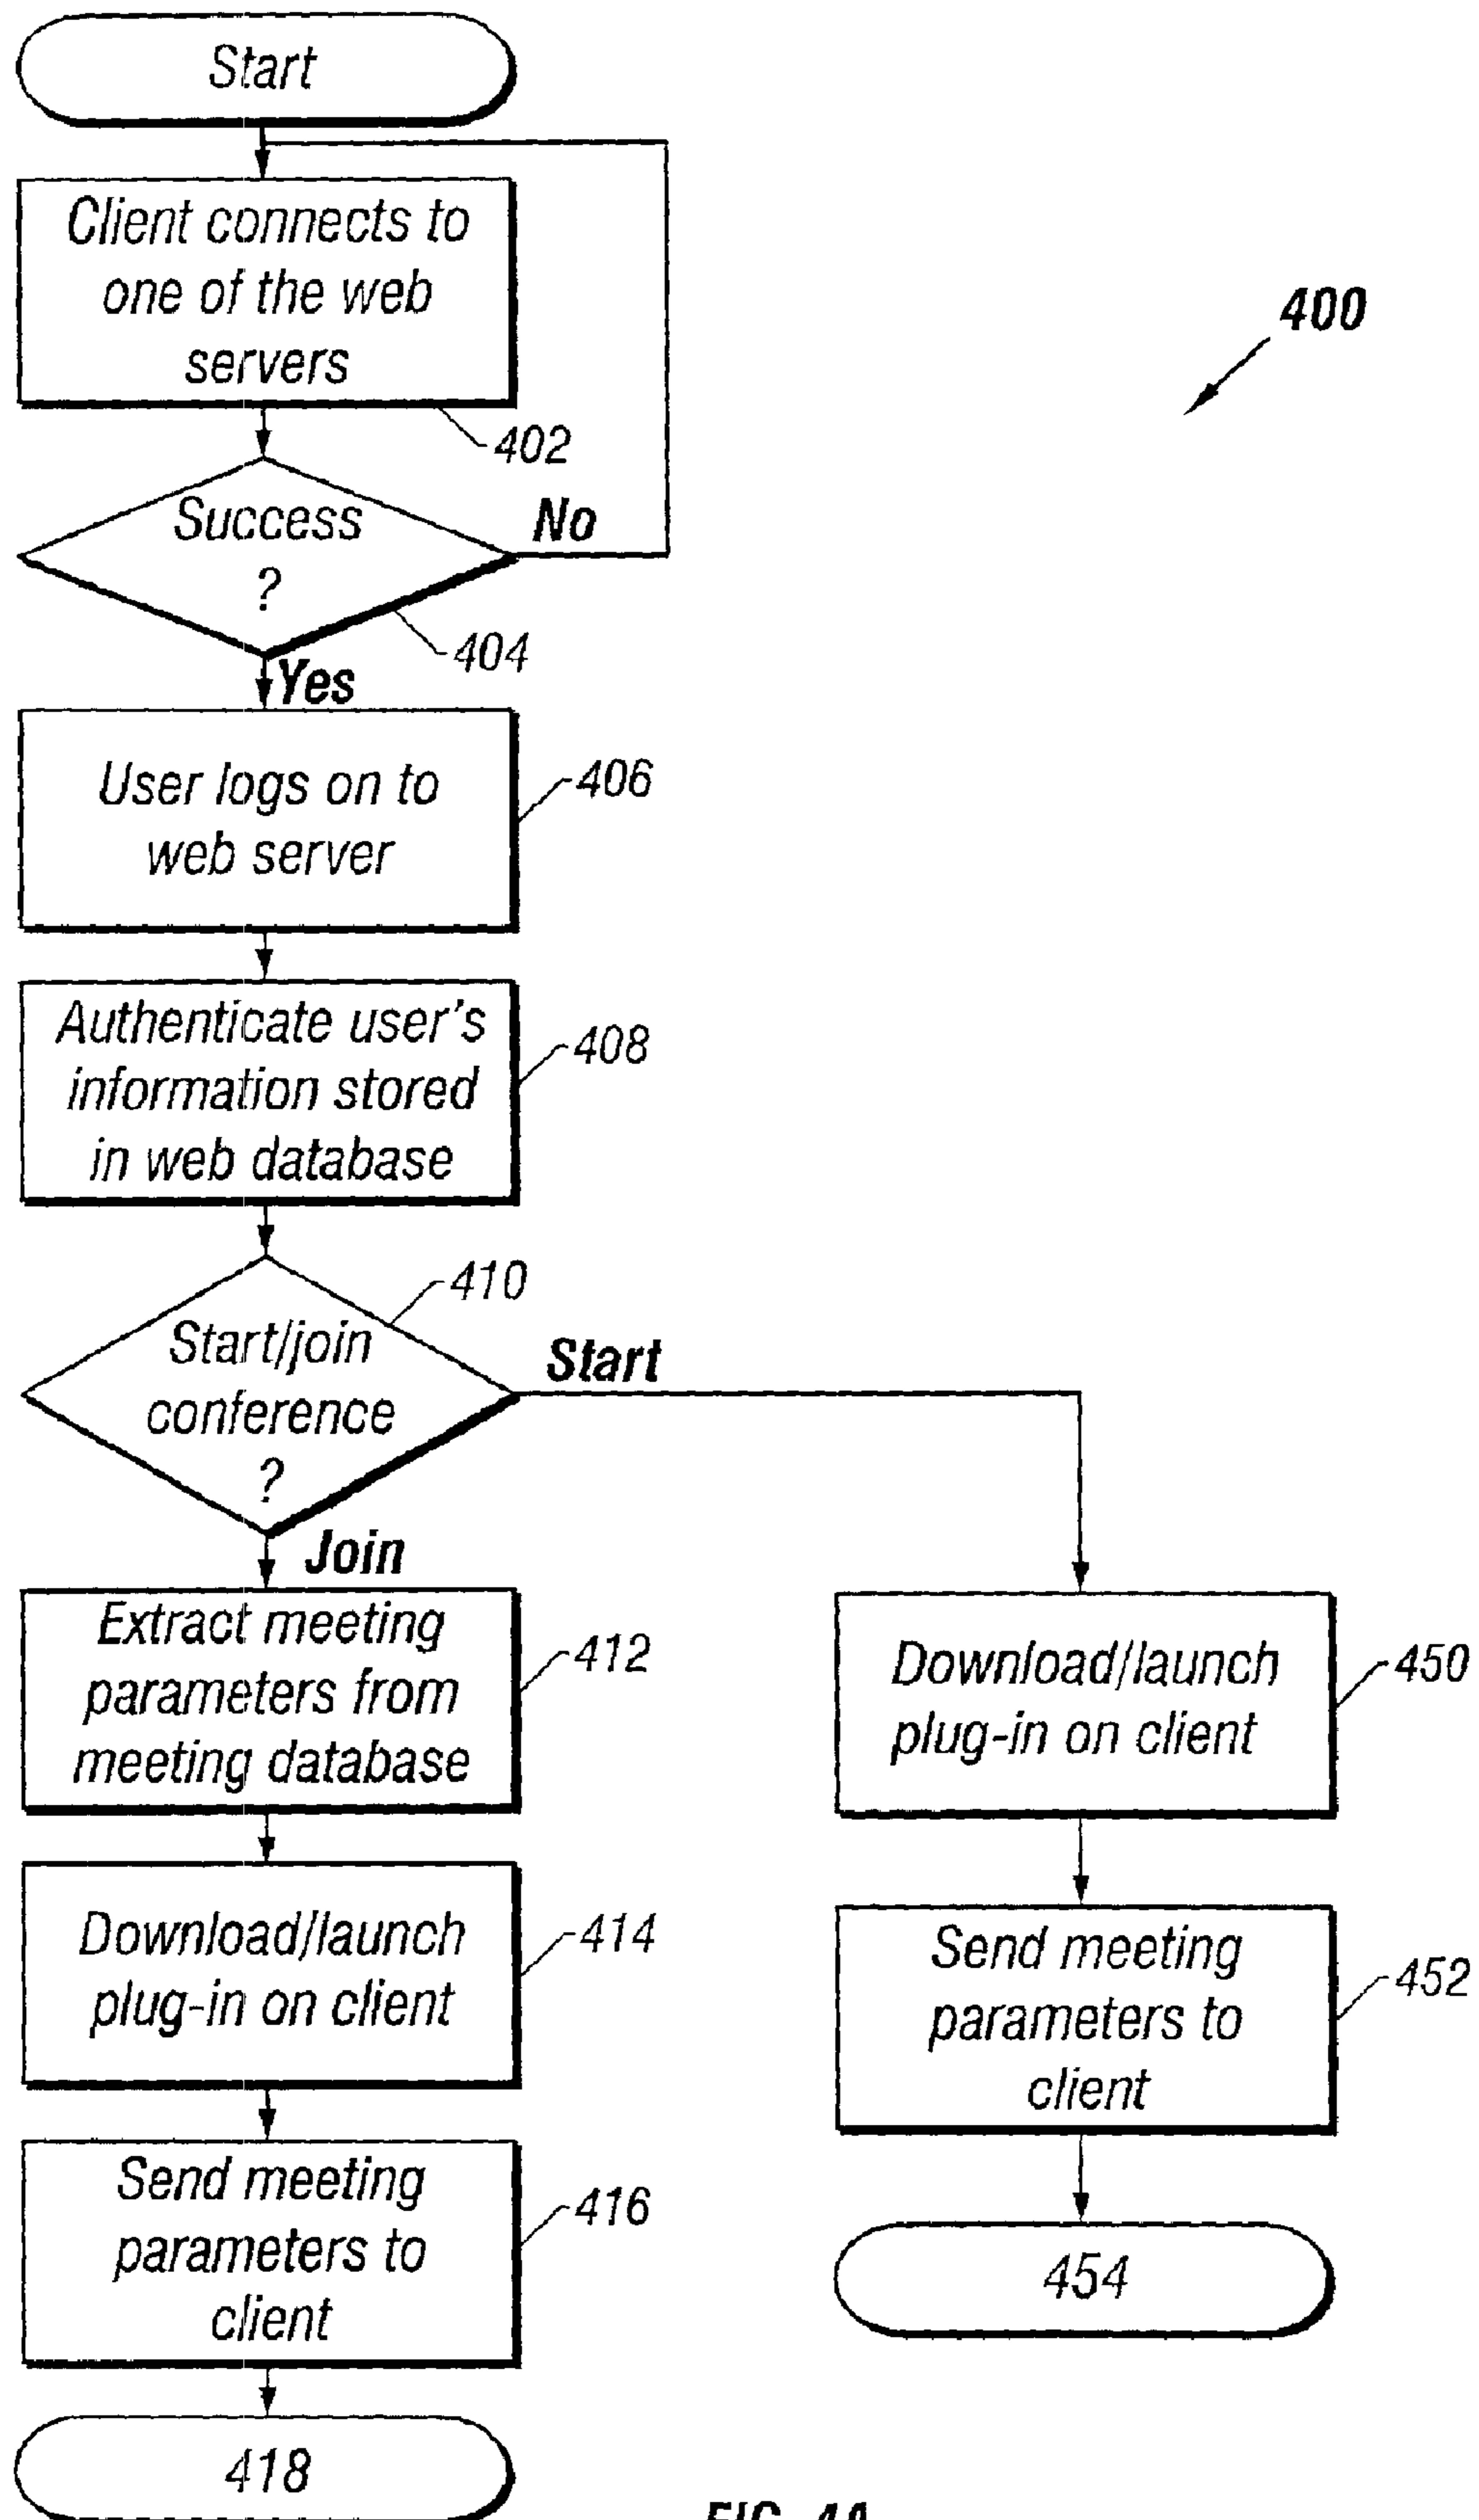 Start
Client connects to
one of the web
servers
400
402
Success
?
No
404
Yes
User logs on to
web server
406
Authenticate user's
information stored
in web database
408
410
Start/join
conference
?
Start
Join
Extract meeting
parameters from
meeting database
412
Download/launch
plug-in on client
450
Download/launch
plug-in on client
414
Send meeting
parameters to
client
452
Send meeting
parameters to
client
416
454
418
FIG. 4A